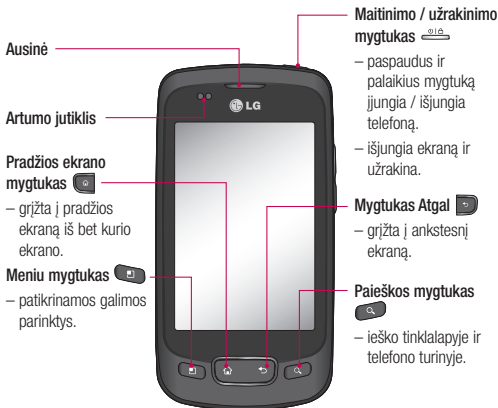 Ausinė
Artumo jutiklis
Pradžios ekrano
mygtukas
– grįžta į pradžios
ekraną iš bet kurio
ekrano.
Meniu mygtukas
– patikrinamos galimos
parinktys.
LG
Maitinimo / užrakinimo
mygtukas
– paspaudus ir
palaikius mygtuką
įjungia / išjungia
telefoną.
– išjungia ekraną ir
užrakina.
Mygtukas Atgal
– grįžta į ankstesnį
ekraną.
Paieškos mygtukas
– ieško tinklalapyje ir
telefono turinyje.